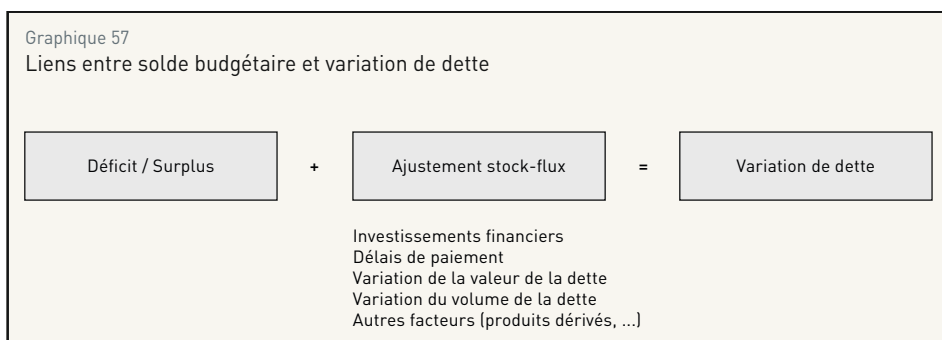 Graphique 57
Liens entre solde budgétaire et variation de dette
Déficit / Surplus + Ajustement stock-flux = Variation de dette
Investissements financiers
Délais de paiement
Variation de la valeur de la dette
Variation du volume de la dette
Autres facteurs (produits dérivés, ...)